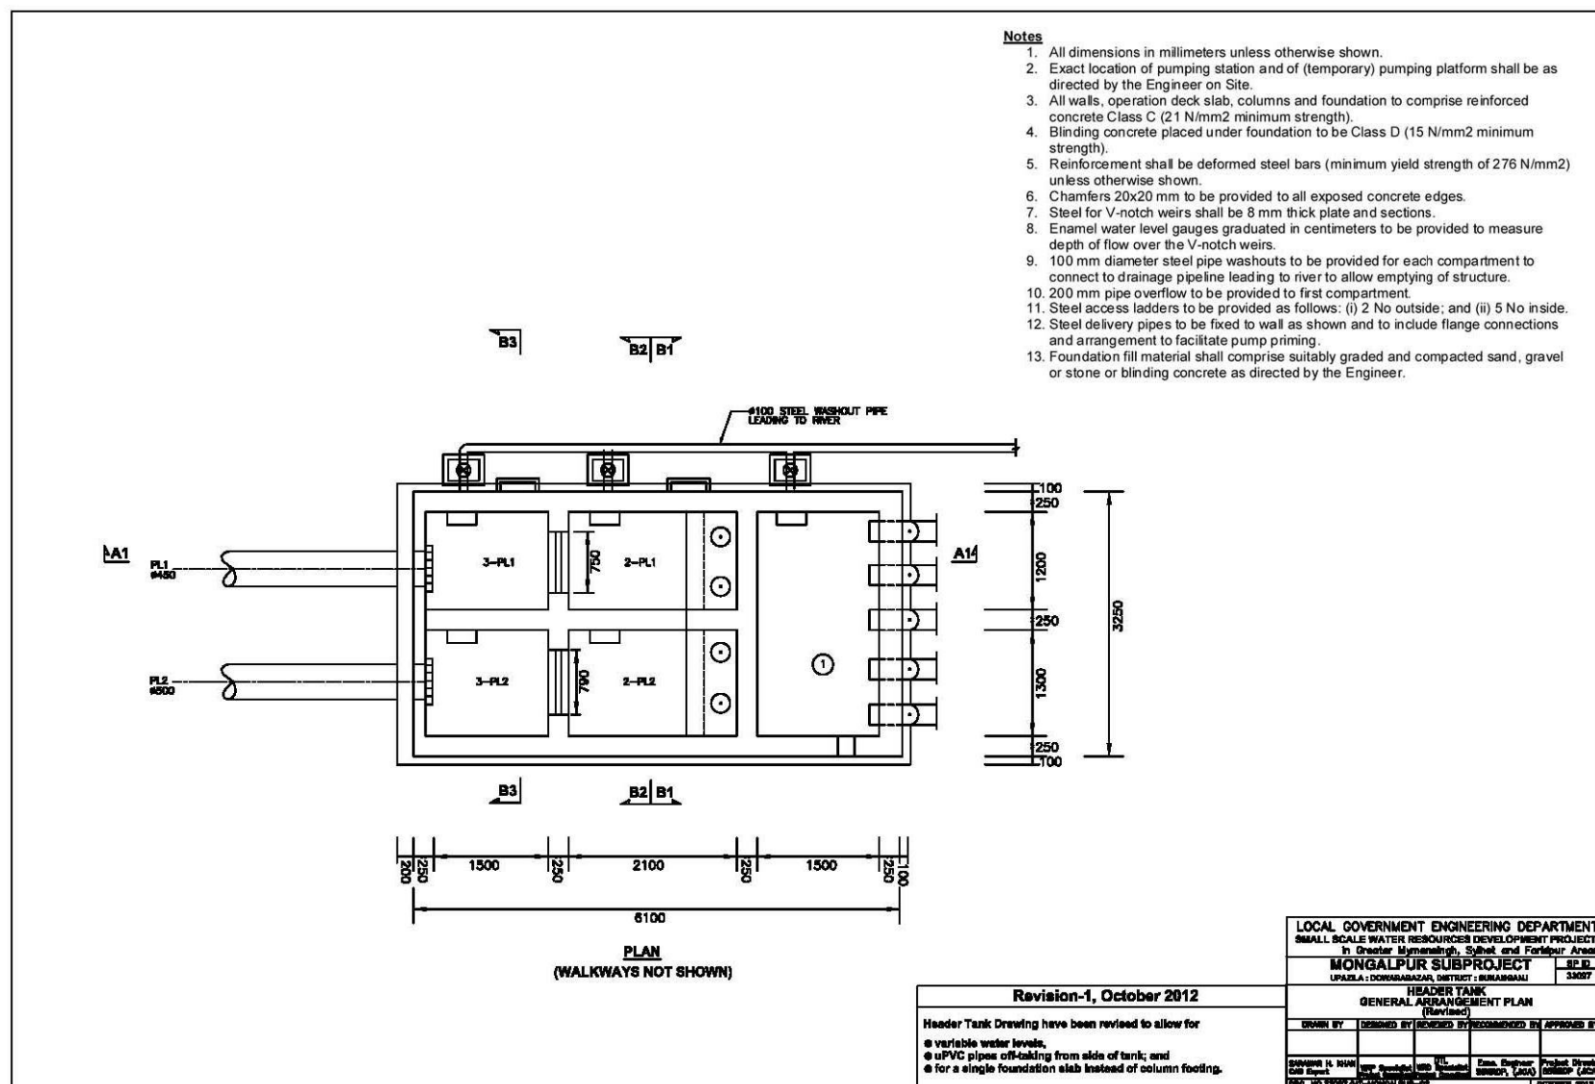 Notes
1. All dimensions in millimeters unless otherwise shown.
2. Exact location of pumping station and of (temporary) pumping platform shall be as
directed by the Engineer on Site.
3. All walls, operation deck slab, columns and foundation to comprise reinforced
concrete Class C (21 N/mm2 minimum strength).
4. Blinding concrete placed under foundation to be Class D (15 N/mm2 minimum
strength).
5. Reinforcement shall be deformed steel bars (minimum yield strength of 276 N/mm2)
unless otherwise shown.
6. Chamfers 20x20 mm to be provided to all exposed concrete edges.
7. Steel for V-notch weirs shall be 8 mm thick plate and sections.
8. Enamel water level gauges graduated in centimeters to be provided to measure
depth of flow over the V-notch weirs.
9. 100 mm diameter steel pipe washouts to be provided for each compartment to
connect to drainage pipeline leading to river to allow emptying of structure.
10. 200 mm pipe overflow to be provided to first compartment.
11. Steel access ladders to be provided as follows: (i) 2 No outside; and (ii) 5 No inside.
12. Steel delivery pipes to be fixed to wall as shown and to include flange connections
and arrangement to facilitate pump priming.
13. Foundation fill material shall comprise suitably graded and compacted sand, gravel
or stone or blinding concrete as directed by the Engineer.
B3 B2 B1
ø100 STEEL WASHOUT PIPE
LEADING TO RIVER
100
250
A1 A1
PL1
ø450
3-PL1 750 2-PL1
1200
250
3250
PL2
ø500
3-PL2 790 2-PL2 1
1300
250
100
B3 B2 B1
200 250 1500 250 2100 250 1500 250 100
6100
PLAN
(WALKWAYS NOT SHOWN)
Revision-1, October 2012
Header Tank Drawing have been revised to allow for
● variable water levels,
● uPVC pipes off-taking from side of tank; and
● for a single foundation slab instead of column footing.
LOCAL GOVERNMENT ENGINEERING DEPARTMENT
SMALL SCALE WATER RESOURCES DEVELOPMENT PROJECT
in Greater Mymensingh, Sylhet and Faridpur Areas
MONGALPUR SUBPROJECT
SP ID
UPAZILA : DOWARABAZAR, DISTRICT : SUNAMGANJ
HEADER TANK
GENERAL ARRANGEMENT PLAN
(Revised)
DRAWN BY DESIGNED BY REVIEWED BY RECOMMENDED BY APPROVED BY